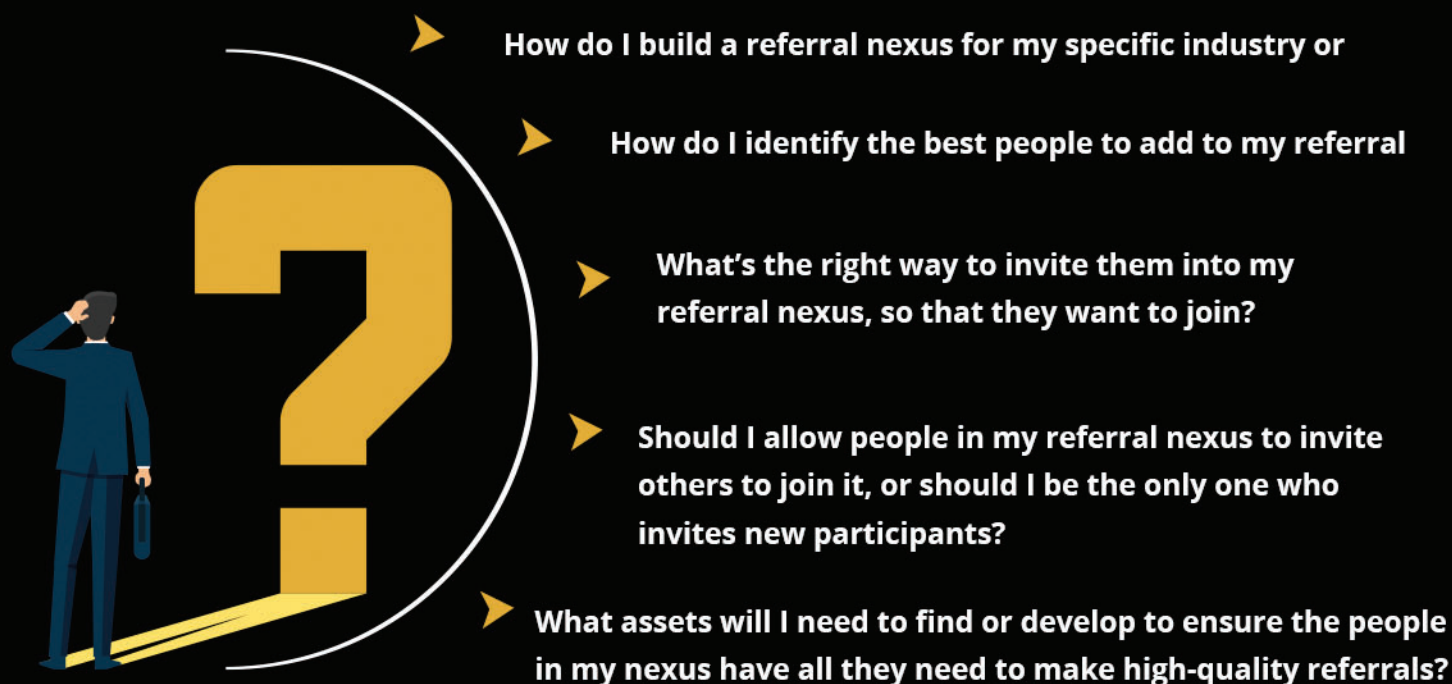 How do I build a referral nexus for my specific industry or
How do I identify the best people to add to my referral
What’s the right way to invite them into my
referral nexus, so that they want to join?
Should I allow people in my referral nexus to invite
others to join it, or should I be the only one who
invites new participants?
What assets will I need to find or develop to ensure the people
in my nexus have all they need to make high-quality referrals?